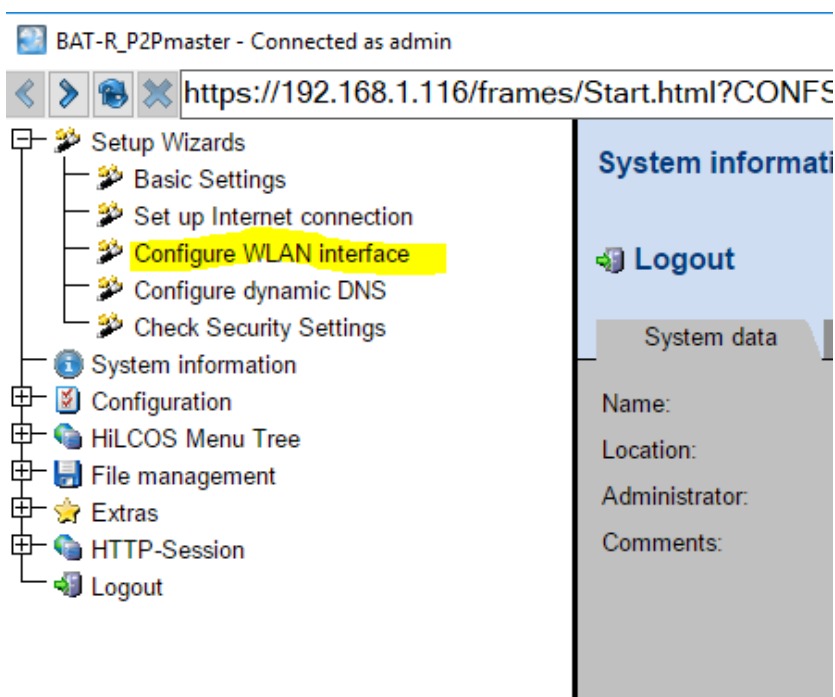 BAT-R_P2Pmaster - Connected as admin
https://192.168.1.116/frames/Start.html?CONFS
Setup Wizards
Basic Settings
Set up Internet connection
Configure WLAN interface
Configure dynamic DNS
Check Security Settings
System information
Configuration
HiLCOS Menu Tree
File management
Extras
HTTP-Session
Logout
System informati
Logout
System data
Name:
Location:
Administrator:
Comments: